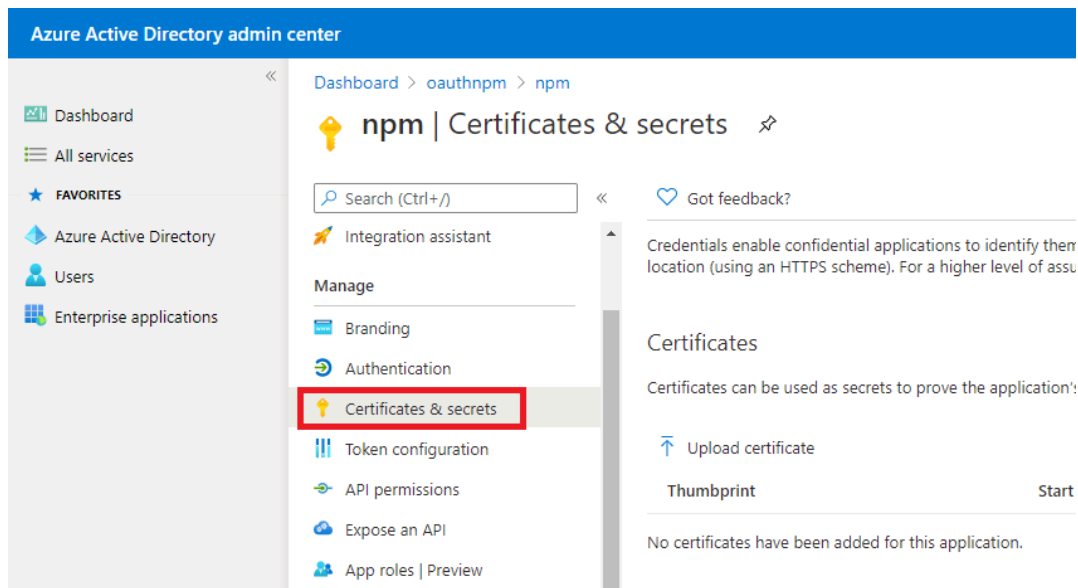 Azure Active Directory admin center
Dashboard
All services
FAVORITES
Azure Active Directory
Users
Enterprise applications
Dashboard > oauthnpm > npm
npm | Certificates & secrets
Search (Ctrl+/)
Integration assistant
Manage
Branding
Authentication
Certificates & secrets
Token configuration
API permissions
Expose an API
App roles | Preview
Got feedback?
Credentials enable confidential applications to identify
location (using an HTTPS scheme). For a higher level of
Certificates
Certificates can be used as secrets to prove the application's
Upload certificate
Thumbprint Start
No certificates have been added for this application.